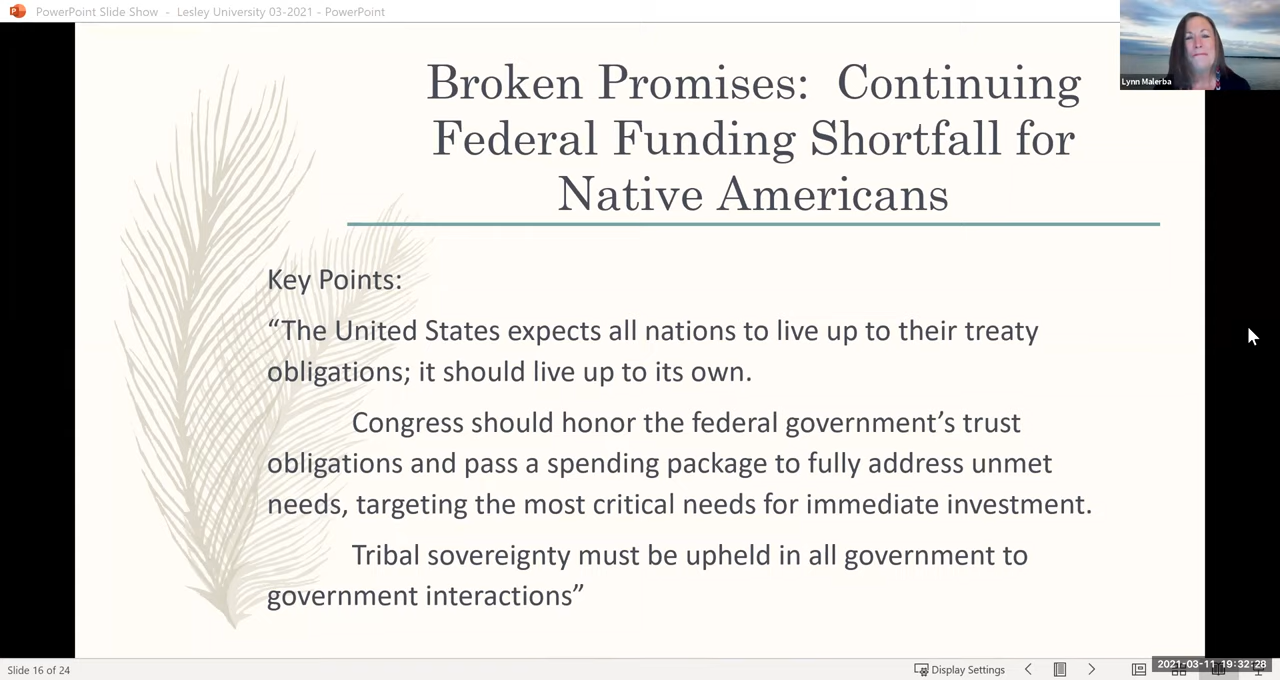 PowerPoint Slide Show - Lesley University 03-2021 - PowerPoint
Lynn Malerba
Broken Promises: Continuing
Federal Funding Shortfall for
Native Americans
Key Points:
“The United States expects all nations to live up to their treaty
obligations; it should live up to its own.
Congress should honor the federal government’s trust
obligations and pass a spending package to fully address unmet
needs, targeting the most critical needs for immediate investment.
Tribal sovereignty must be upheld in all government to
government interactions”
Slide 16 of 24
Display Settings
2021-03-11 19:32:28